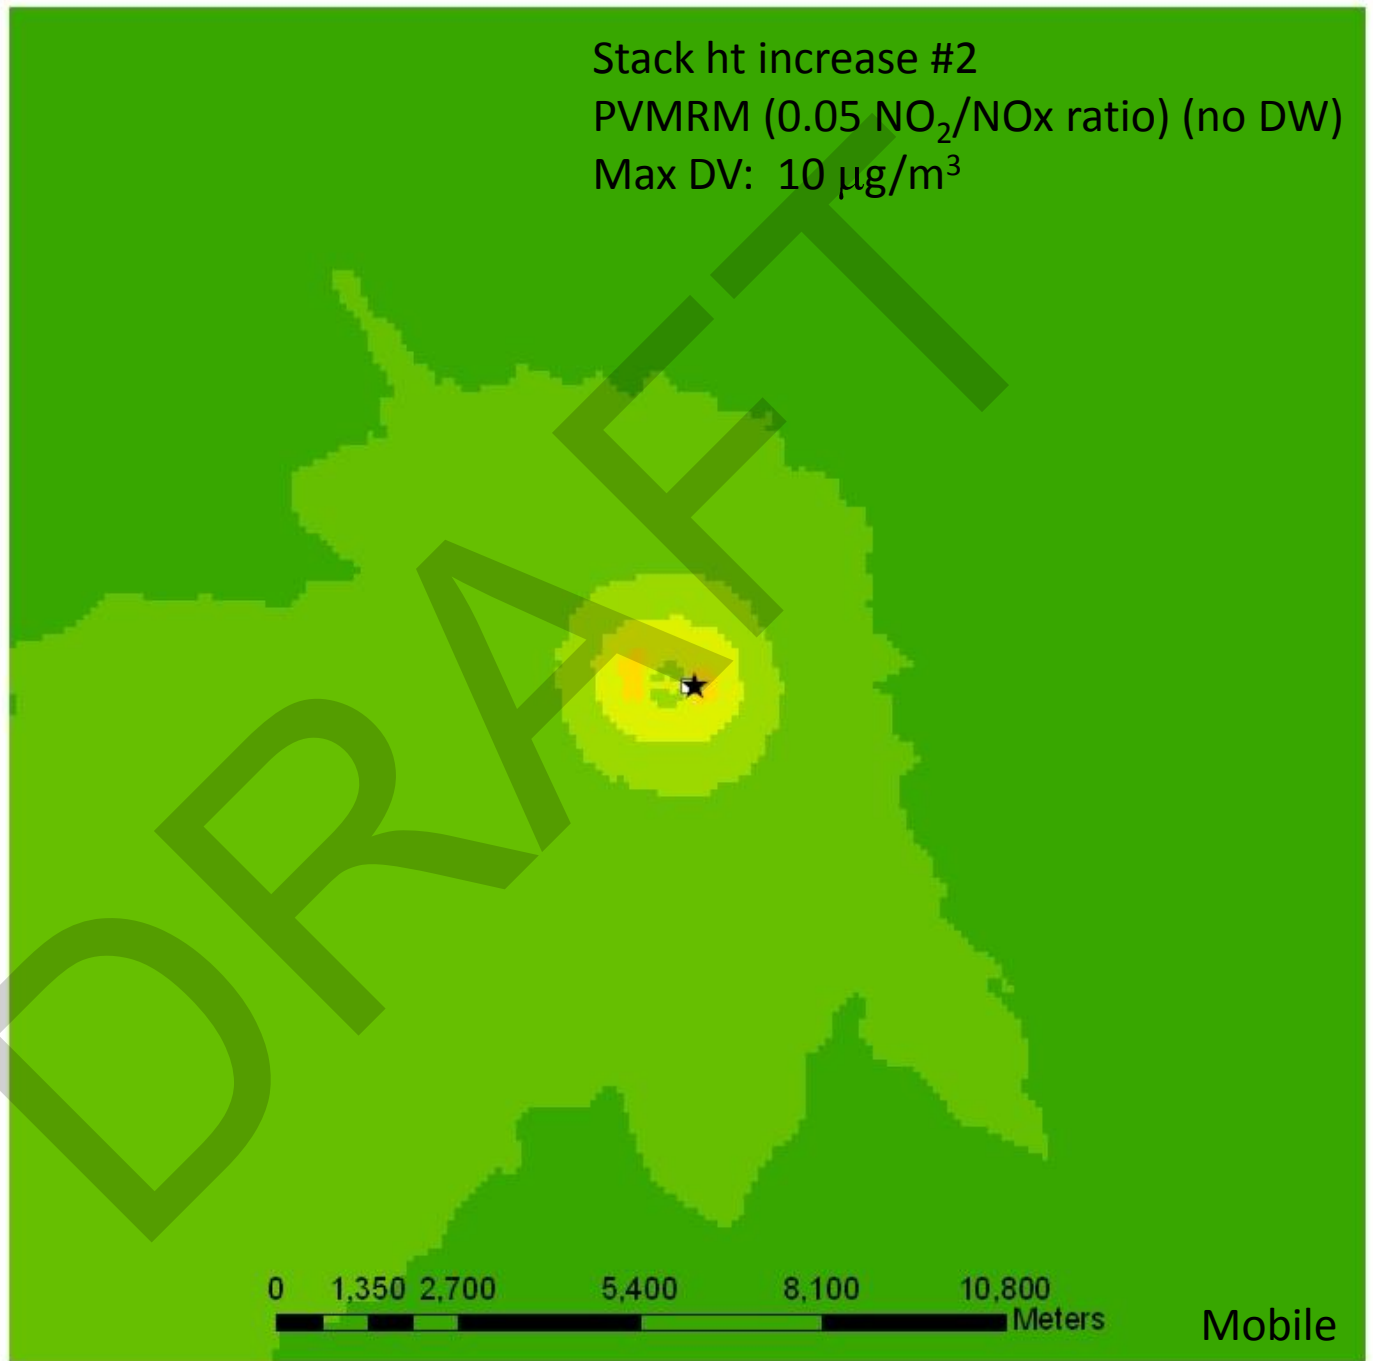 Stack ht increase #2
PVMRM (0.05 NO₂/NOx ratio) (no DW)
Max DV: 10 μg/m³
DRAFT
0 1,350 2,700 5,400 8,100 10,800
Meters
Mobile